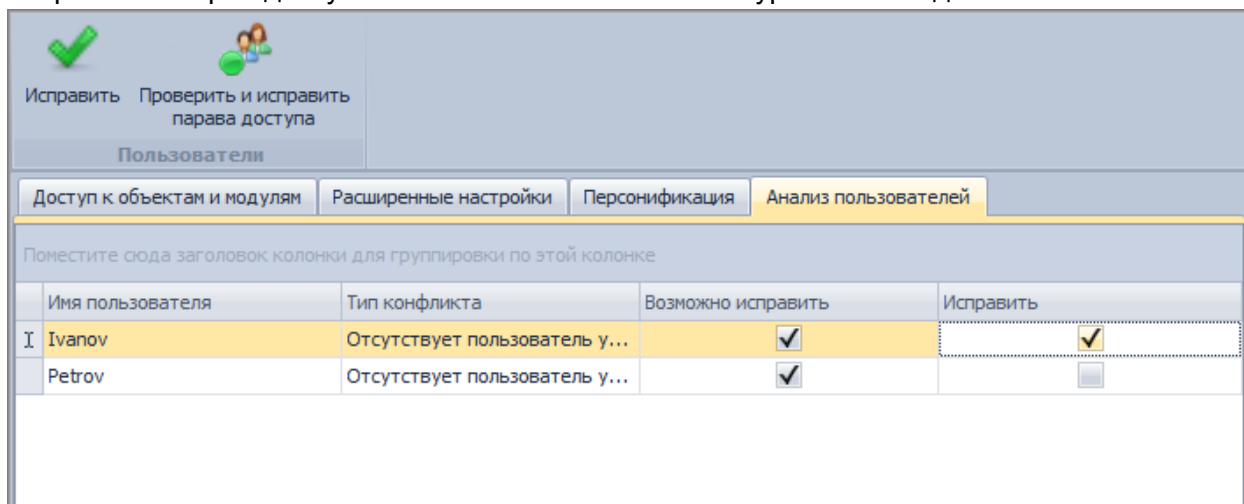 Исправить Проверить и исправить
парава доступа
Пользователи
Доступ к объектам и модулям Расширенные настройки Персонификация Анализ пользователей
Поместите сюда заголовок колонки для группировки по этой колонке
Имя пользователя Тип конфликта Возможно исправить Исправить
Ivanov Отсутствует пользователь у...
Petrov Отсутствует пользователь у...